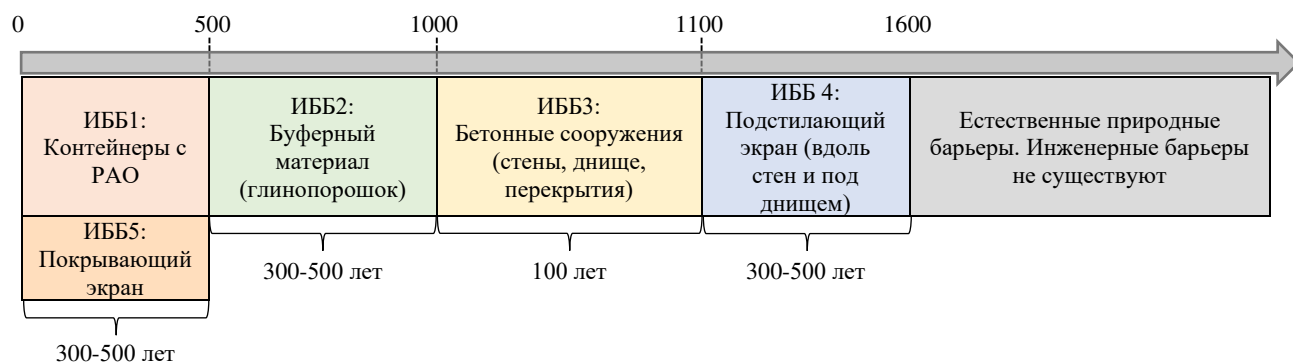 0 500 1000 1100 1600
ИББ1:
Контейнеры с
РАО
ИББ2:
Буферный
материал
(глинопорошок)
ИББ3:
Бетонные сооружения
(стены, днище,
перекрытия)
ИББ 4:
Подстилающий
экран (вдоль
стен и под
днищем)
Естественные природные
барьеры. Инженерные барьеры
не существуют
ИББ5:
Покрывающий
экран
300-500 лет
100 лет
300-500 лет
300-500 лет